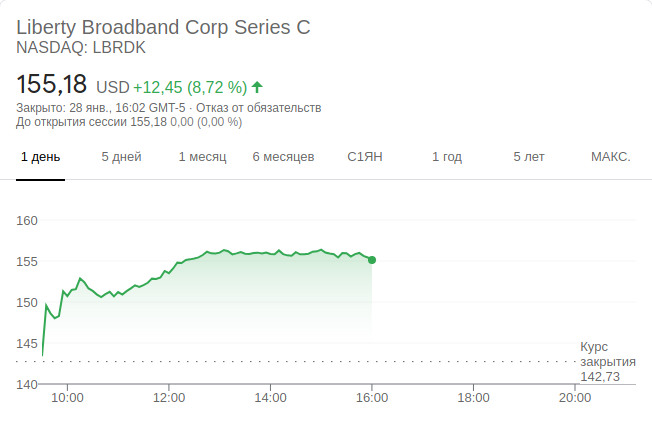 Liberty Broadband Corp Series C
NASDAQ: LBRDK
155,18 USD +12,45 (8,72 %)
Закрыто: 28 янв., 16:02 GMT-5 · Отказ от обязательств
До открытия сессии 155,18 0,00 (0,00 %)
1 день 5 дней 1 месяц 6 месяцев С1ЯН 1 год 5 лет МАКС.
160
155
150
145
Курс
закрытия
142,73
140
10:00 12:00 14:00 16:00 18:00 20:00